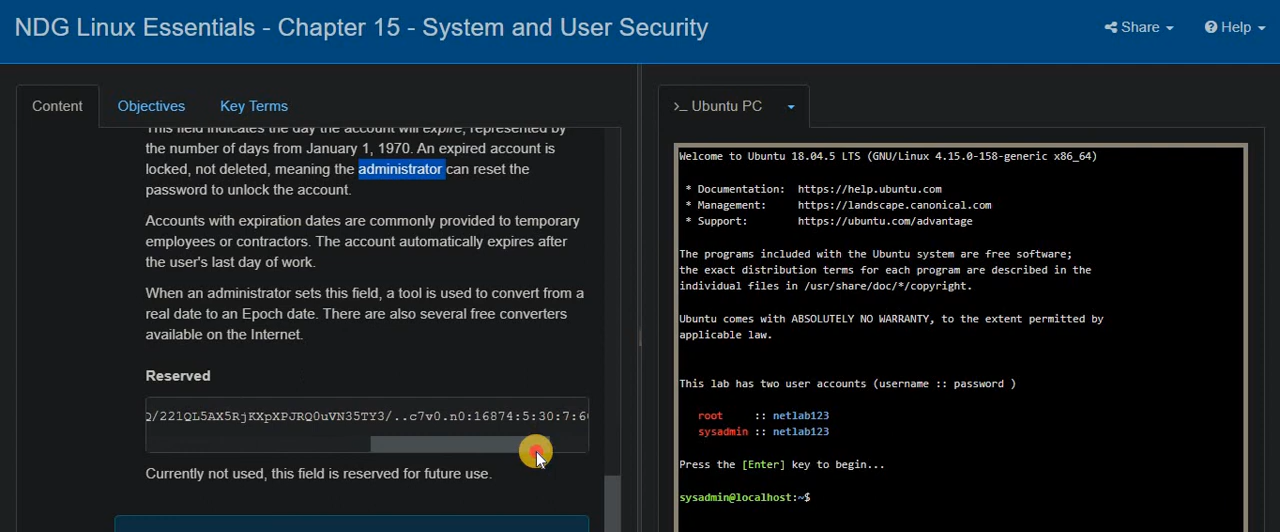 NDG Linux Essentials - Chapter 15 - System and User Security
Share
Help
Content
Objectives
Key Terms
>_ Ubuntu PC
This field indicates the day the account will expire, represented by
the number of days from January 1, 1970. An expired account is
locked, not deleted, meaning the administrator can reset the
password to unlock the account.
Accounts with expiration dates are commonly provided to temporary
employees or contractors. The account automatically expires after
the user's last day of work.
When an administrator sets this field, a tool is used to convert from a
real date to an Epoch date. There are also several free converters
available on the Internet.
Reserved
Q/221QL5AX5RjKXpXPJRQ0uVN35TY3/..c7v0.n0:16874:5:30:7:6
Currently not used, this field is reserved for future use.
Welcome to Ubuntu 18.04.5 LTS (GNU/Linux 4.15.0-158-generic x86_64)
* Documentation: https://help.ubuntu.com
* Management: https://landscape.canonical.com
* Support: https://ubuntu.com/advantage
The programs included with the Ubuntu system are free software;
the exact distribution terms for each program are described in the
individual files in /usr/share/doc/*/copyright.
Ubuntu comes with ABSOLUTELY NO WARRANTY, to the extent permitted by
applicable law.
This lab has two user accounts (username :: password )
root :: netlab123
sysadmin :: netlab123
Press the [Enter] key to begin...
sysadmin@localhost:~$